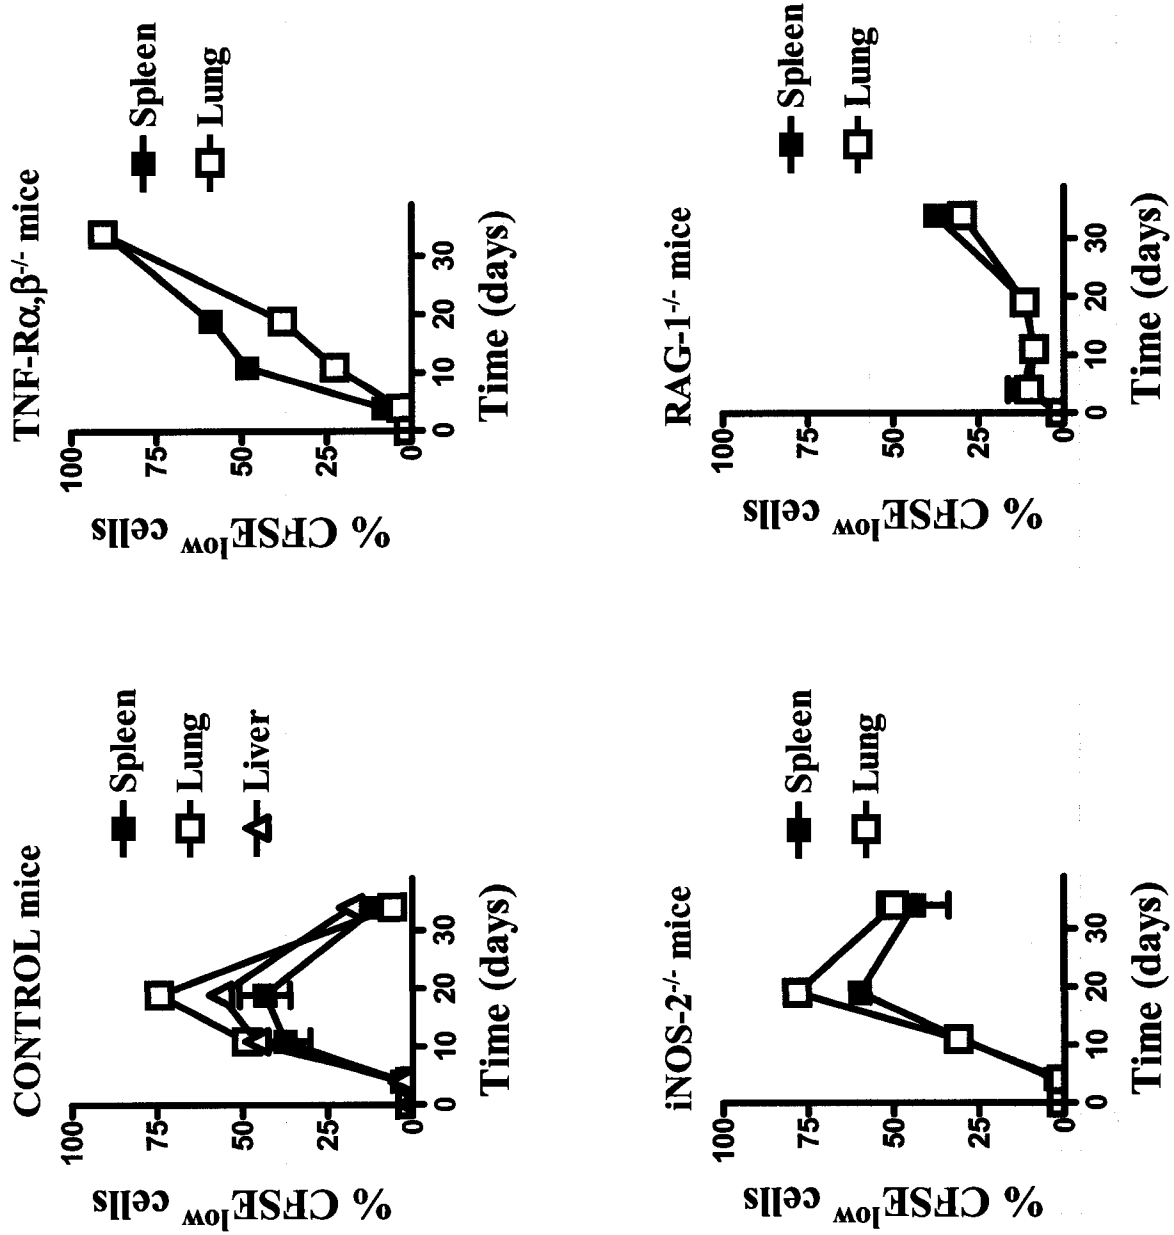 CONTROL mice
% CFSElow cells
100
75
50
25
0
0 10 20 30
Time (days)
Spleen
Lung
Liver
TNF-Rα,β-/- mice
% CFSElow cells
100
75
50
25
0
0 10 20 30
Time (days)
Spleen
Lung
iNOS-2-/- mice
% CFSElow cells
100
75
50
25
0
0 10 20 30
Time (days)
Spleen
Lung
RAG-1-/- mice
% CFSElow cells
100
75
50
25
0
0 10 20 30
Time (days)
Spleen
Lung